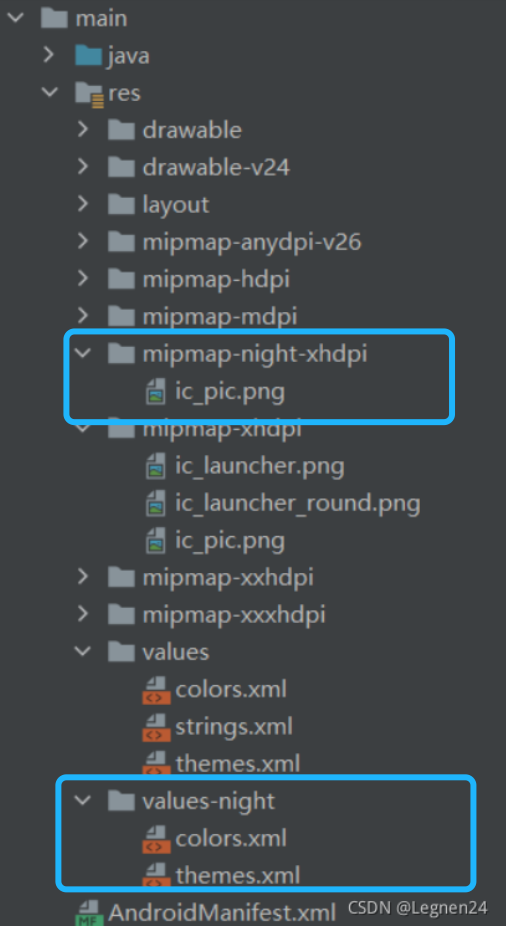 main
java
res
drawable
drawable-v24
layout
mipmap-anydpi-v26
mipmap-hdpi
mipmap-mdpi
mipmap-night-xhdpi
ic_pic.png
mipmap-xhdpi
ic_launcher.png
ic_launcher_round.png
ic_pic.png
mipmap-xxhdpi
mipmap-xxxhdpi
values
colors.xml
strings.xml
themes.xml
values-night
colors.xml
themes.xml
MF AndroidManifest.xml CSDN @Legnen24